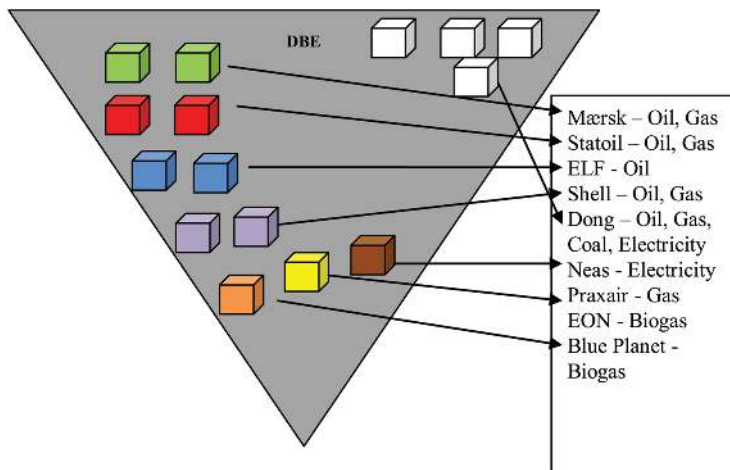 DBE
Mærsk – Oil, Gas
Statoil – Oil, Gas
ELF - Oil
Shell – Oil, Gas
Dong – Oil, Gas,
Coal, Electricity
Neas - Electricity
Praxair - Gas
EON - Biogas
Blue Planet -
Biogas